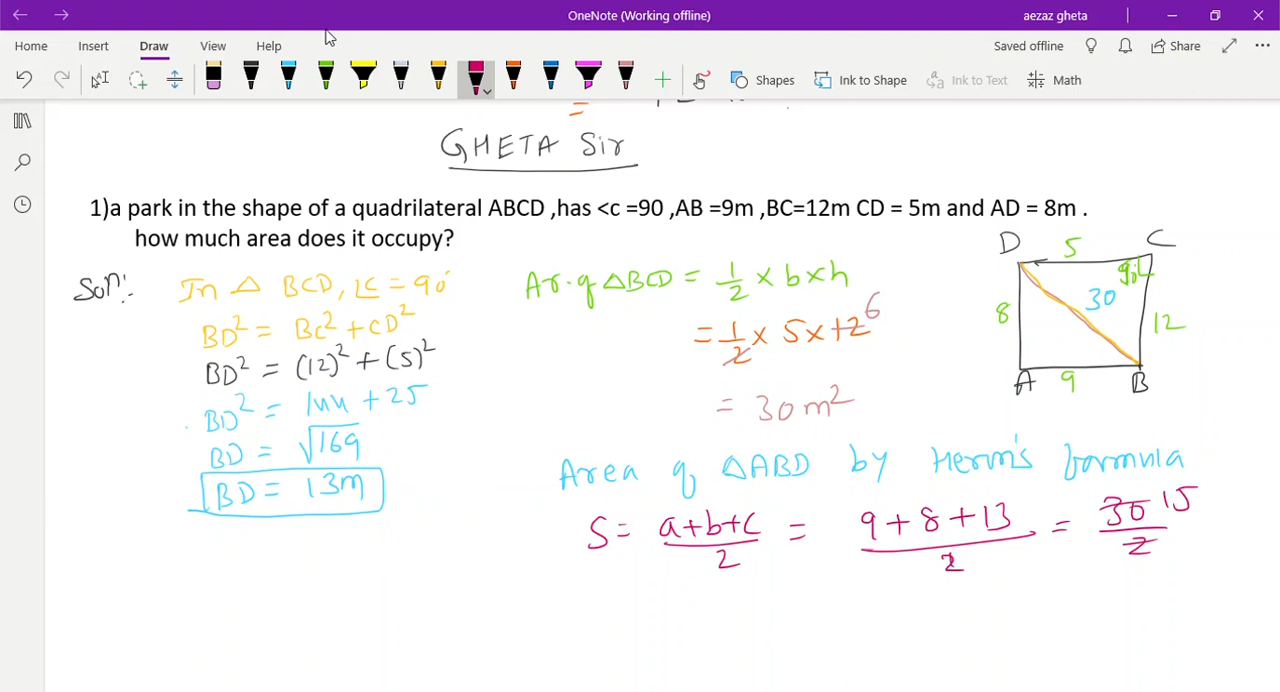 OneNote (Working offline)
aezaz gheta
Home Insert Draw View Help
Saved offline Share
Shapes Ink to Shape Ink to Text Math
GHETA Sir
1)a park in the shape of a quadrilateral ABCD ,has <c =90 ,AB =9m ,BC=12m CD = 5m and AD = 8m .
how much area does it occupy?
Solⁿ:
In △ BCD, ∠C = 90°
BD² = BC² + CD²
BD² = (12)² + (5)²
BD² = 144 + 25
BD = √169
BD = 13m
Ar. of △BCD = 1/2 × b × h
= 1/2 × 5 × 12 6
= 30 m²
D 5 C
90°
30
8 12
A 9 B
Area of △ABD by Heron's formula
S = a+b+c/2 = 9+8+13/2 = 30/2 15